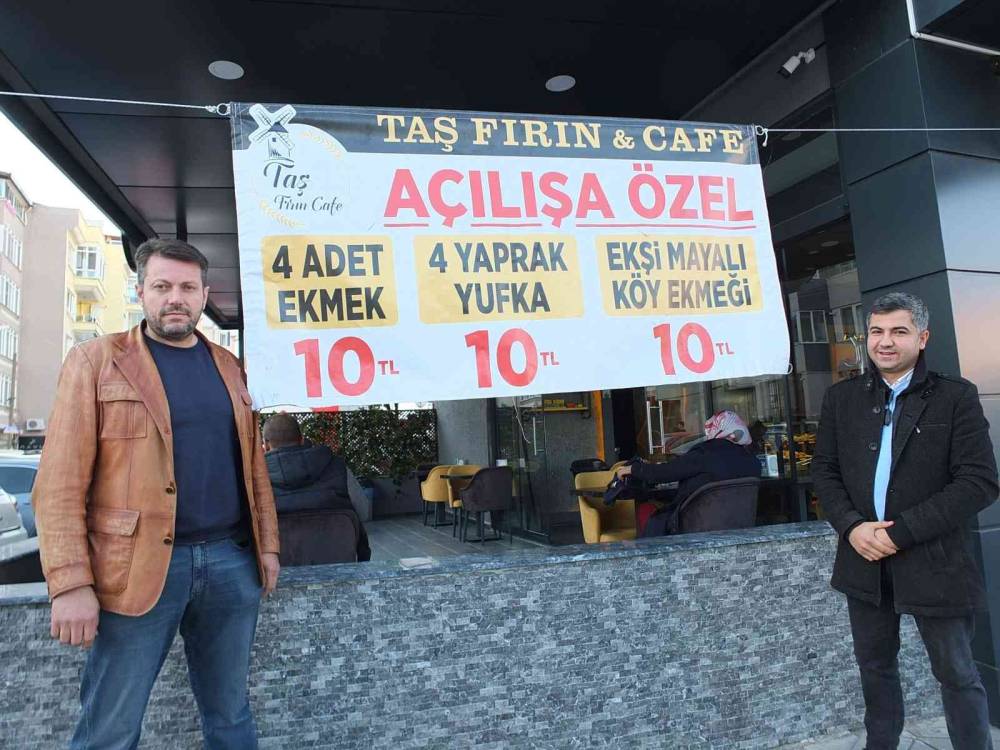 TAŞ FIRIN & CAFE
Taş
Fırın Cafe
AÇILIŞA ÖZEL
4 ADET
EKMEK
10 TL
4 YAPRAK
YUFKA
10 TL
EKŞİ MAYALI
KÖY EKMEĞİ
10 TL